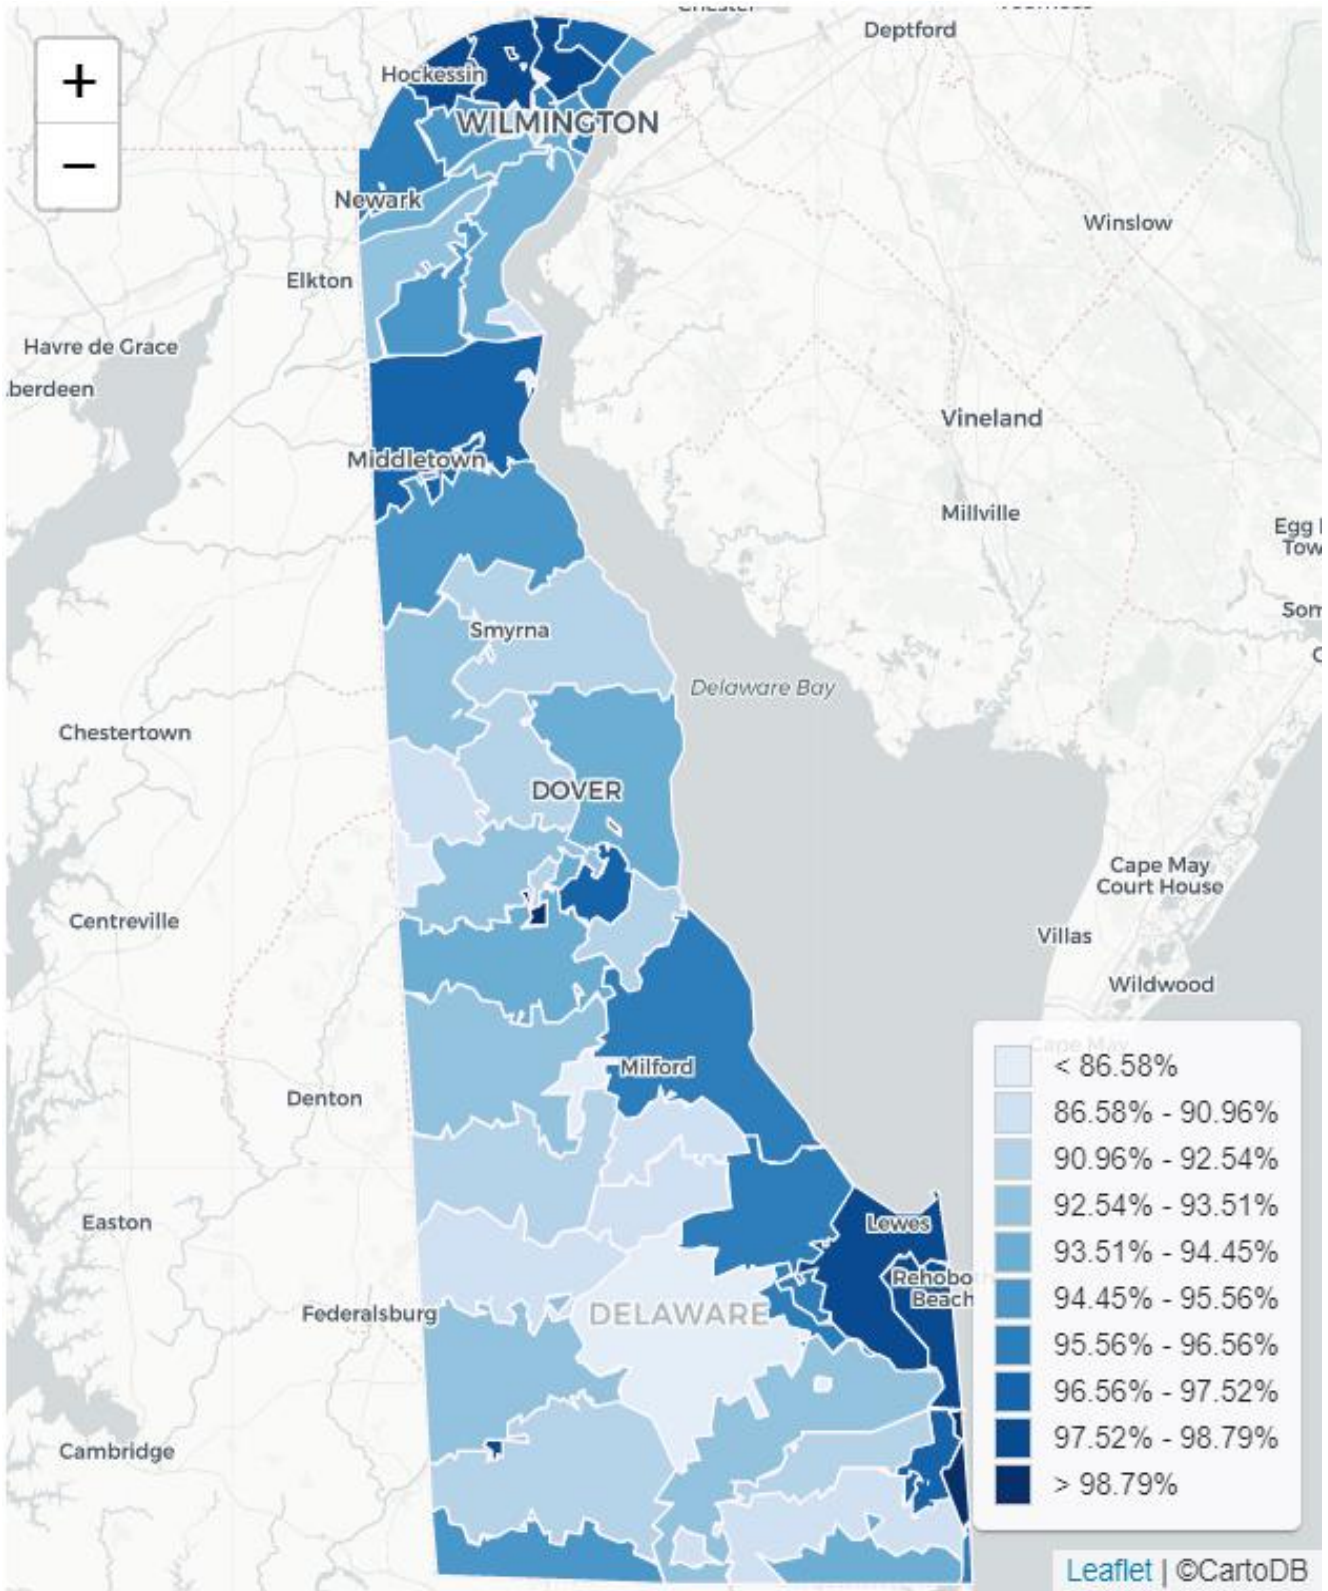 Deptford
+
Hockessin
WILMINGTON
−
Newark
Winslow
Elkton
Havre de Grace
berdeen
Vineland
Middletown
Millville
Egg
Tow
Som
Smyrna
Delaware Bay
Chestertown
DOVER
Cape May
Court House
Centreville
Villas
Wildwood
Cape May
Milford
Denton
Easton
Lewes
Rehoboth
Beach
Federalsburg
DELAWARE
Cambridge
< 86.58%
86.58% - 90.96%
90.96% - 92.54%
92.54% - 93.51%
93.51% - 94.45%
94.45% - 95.56%
95.56% - 96.56%
96.56% - 97.52%
97.52% - 98.79%
> 98.79%
Leaflet | ©CartoDB